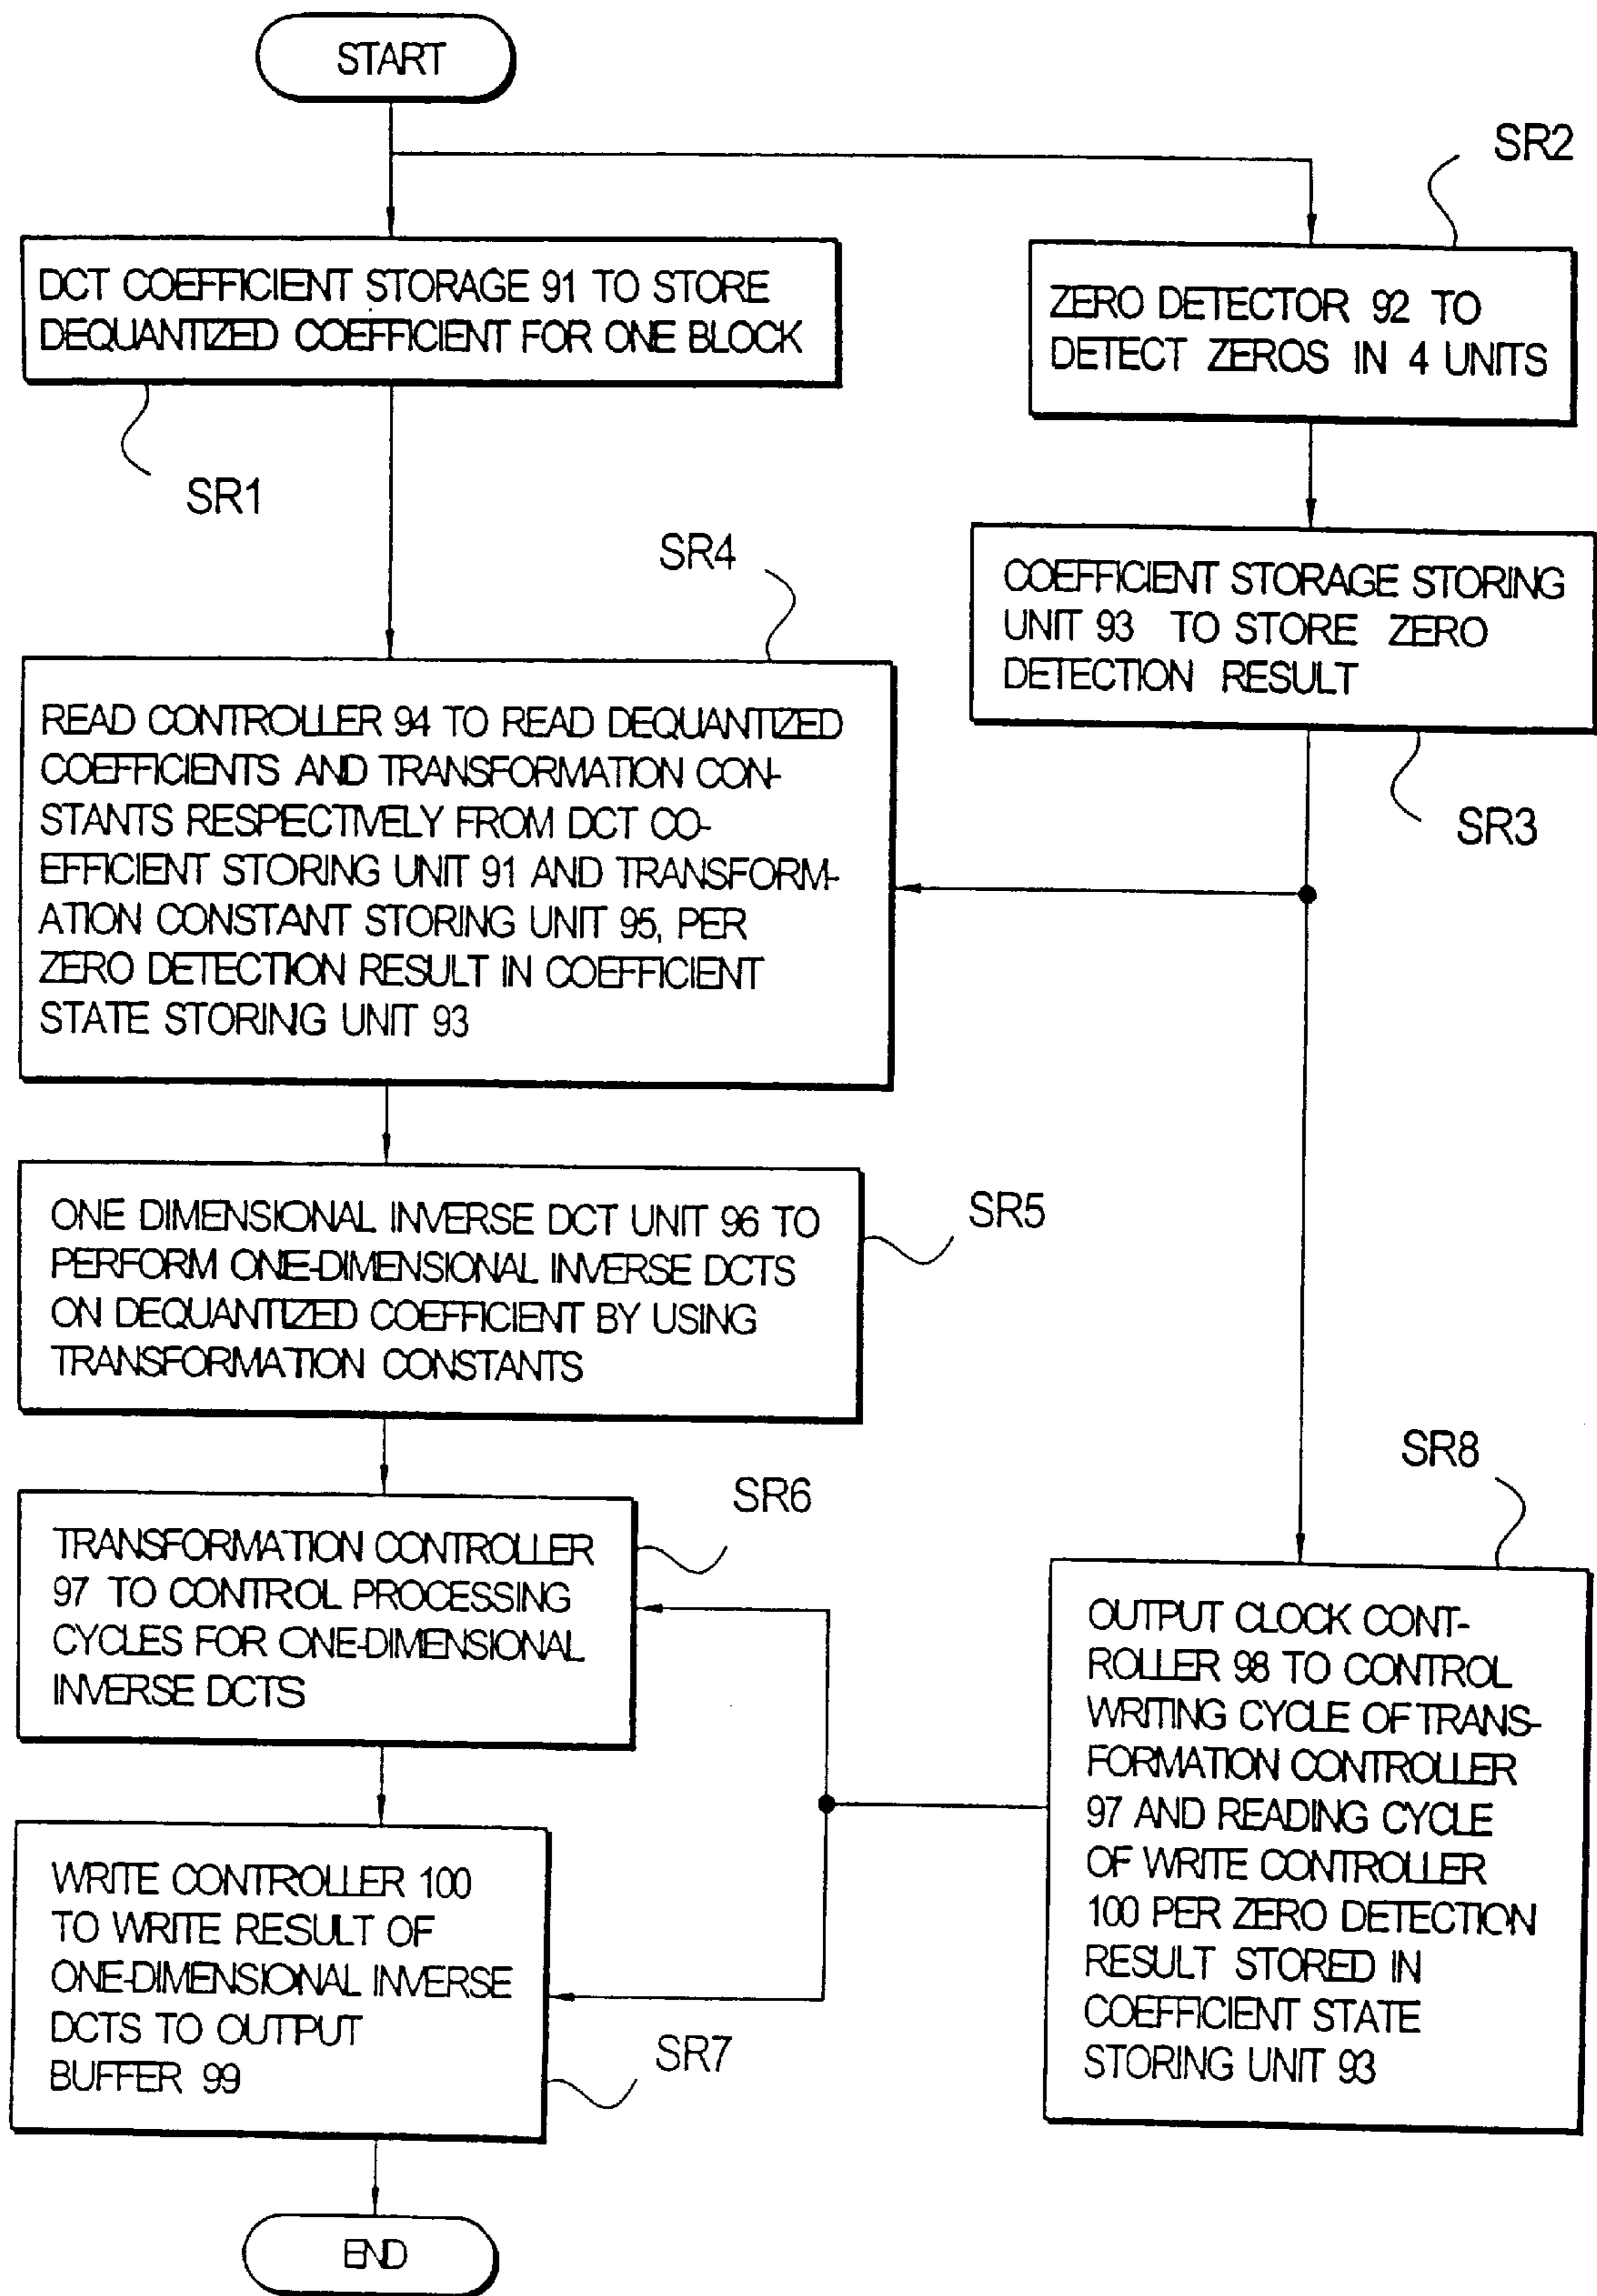 START
SR2
DCT COEFFICIENT STORAGE 91 TO STORE
DEQUANTIZED COEFFICIENT FOR ONE BLOCK
SR1
ZERO DETECTOR 92 TO
DETECT ZEROS IN 4 UNITS
SR4
COEFFICIENT STORAGE STORING
UNIT 93 TO STORE ZERO
DETECTION RESULT
SR3
READ CONTROLLER 94 TO READ DEQUANTIZED
COEFFICIENTS AND TRANSFORMATION CON-
STANTS RESPECTIVELY FROM DCT CO-
EFFICIENT STORING UNIT 91 AND TRANSFORM-
ATION CONSTANT STORING UNIT 95, PER
ZERO DETECTION RESULT IN COEFFICIENT
STATE STORING UNIT 93
ONE DIMENSIONAL INVERSE DCT UNIT 96 TO
PERFORM ONE-DIMENSIONAL INVERSE DCTS
ON DEQUANTIZED COEFFICIENT BY USING
TRANSFORMATION CONSTANTS
SR5
SR6
TRANSFORMATION CONTROLLER
97 TO CONTROL PROCESSING
CYCLES FOR ONE-DIMENSIONAL
INVERSE DCTS
SR8
OUTPUT CLOCK CONT-
ROLLER 98 TO CONTROL
WRITING CYCLE OF TRANS-
FORMATION CONTROLLER
97 AND READING CYCLE
OF WRITE CONTROLLER
100 PER ZERO DETECTION
RESULT STORED IN
COEFFICIENT STATE
STORING UNIT 93
WRITE CONTROLLER 100
TO WRITE RESULT OF
ONE-DIMENSIONAL INVERSE
DCTS TO OUTPUT
BUFFER 99
SR7
END